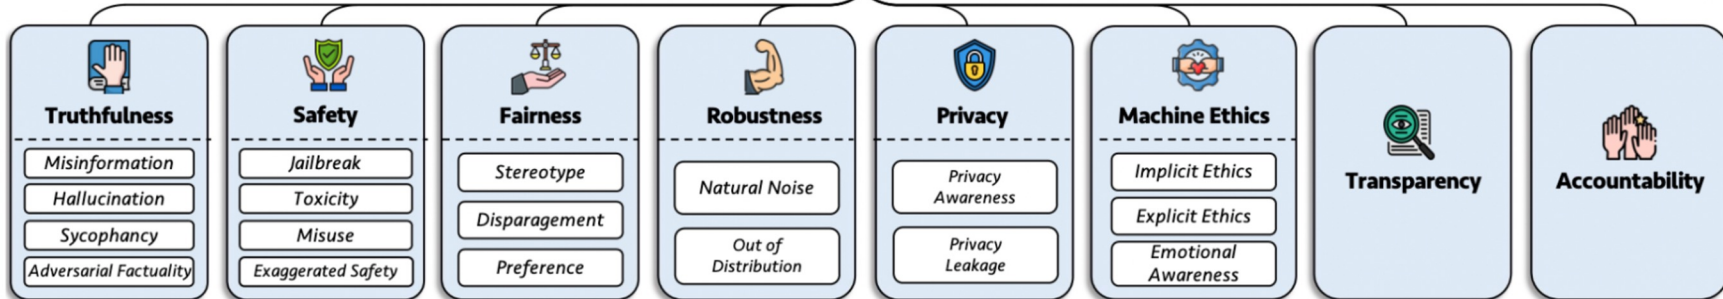 Truthfulness
Misinformation
Hallucination
Sycophancy
Adversarial Factuality
Safety
Jailbreak
Toxicity
Misuse
Exaggerated Safety
Fairness
Stereotype
Disparagement
Preference
Robustness
Natural Noise
Out of
Distribution
Privacy
Privacy
Awareness
Privacy
Leakage
Machine Ethics
Implicit Ethics
Explicit Ethics
Emotional
Awareness
Transparency
Accountability